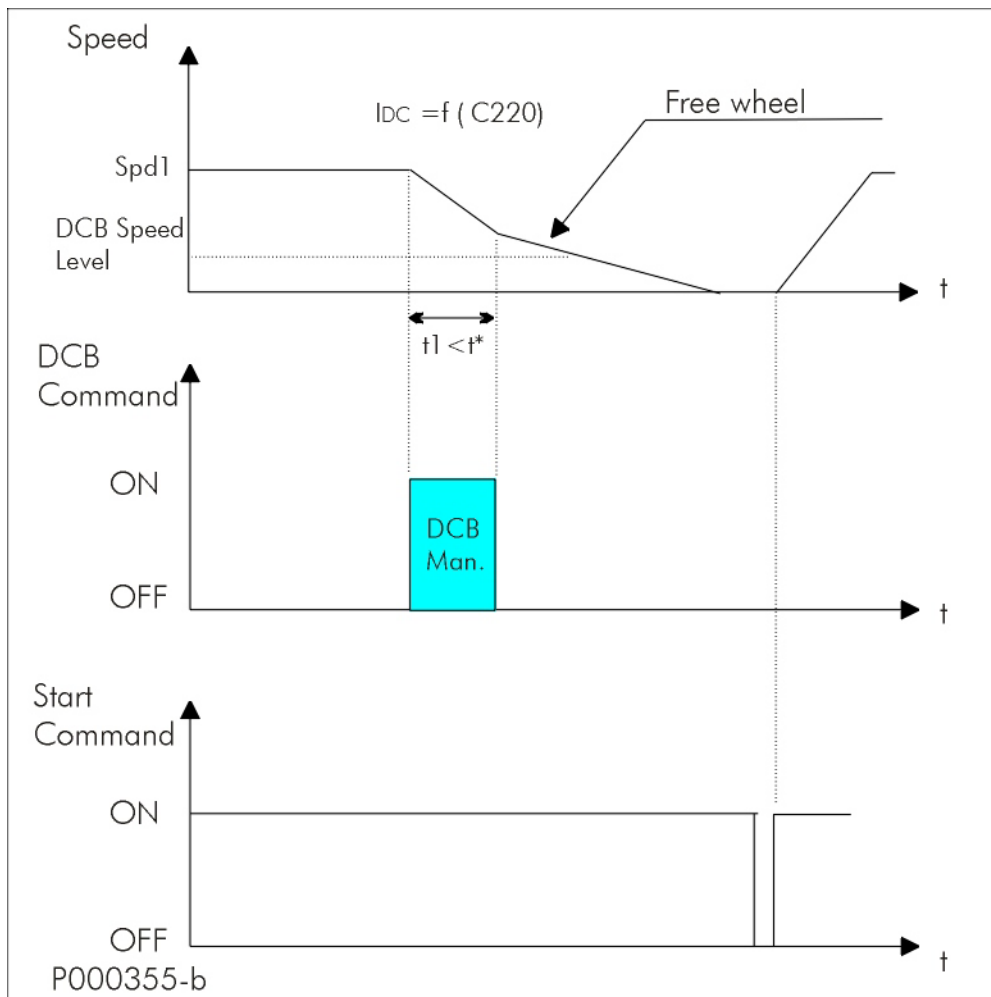 Speed
IDC =f ( C220)
Free wheel
Spd1
DCB Speed
Level
t
t1 <t*
DCB
Command
ON
DCB
Man.
OFF
t
Start
Command
ON
OFF
t
P000355-b